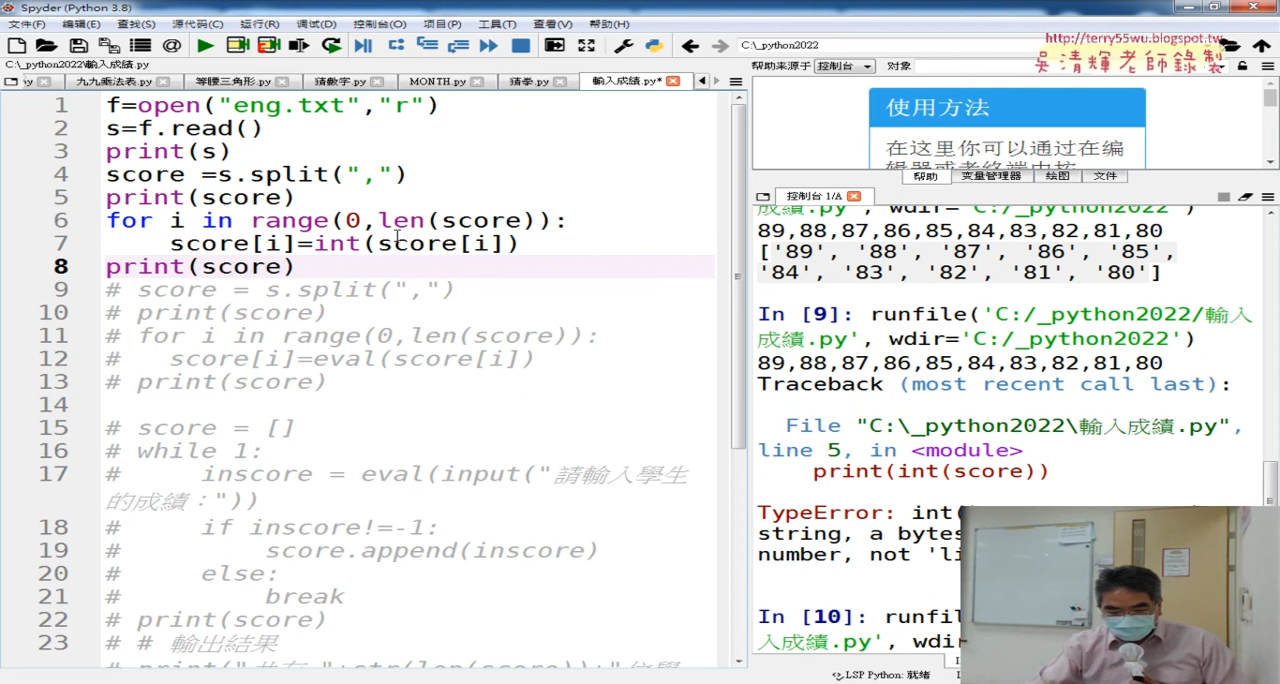 Spyder (Python 3.8)
文件(F) 编辑(E) 查找(S) 源代码(C) 运行(R) 调试(D) 控制台(O) 项目(P) 工具(T) 查看(V) 帮助(H)
C:\_python2022
http://terry55wu.blogspot.tw
吳清輝老師錄製
C:\_python2022\輸入成績.py
帮助来源于 控制台 对象
九九乘法表.py 等腰三角形.py 猜數字.py MONTH.py 猜拳.py 輸入成績.py*
1 f=open("eng.txt","r")
2 s=f.read()
3 print(s)
4 score =s.split(",")
5 print(score)
6 for i in range(0,len(score)):
7 score[i]=int(score[i])
8 print(score)
9 # score = s.split(",")
10 # print(score)
11 # for i in range(0,len(score)):
12 # score[i]=eval(score[i])
13 # print(score)
14
15 # score = []
16 # while 1:
17 # inscore = eval(input("請輸入學生
的成績："))
18 # if inscore!=-1:
19 # score.append(inscore)
20 # else:
21 # break
22 # print(score)
23 # # 輸出結果
使用方法
在这里你可以通过在编
帮助 变量管理器 绘图 文件
控制台 1/A
成績.py', wdir='C:/_python2022')
89,88,87,86,85,84,83,82,81,80
['89', '88', '87', '86', '85',
'84', '83', '82', '81', '80']
In [9]: runfile('C:/_python2022/輸入
成績.py', wdir='C:/_python2022')
89,88,87,86,85,84,83,82,81,80
Traceback (most recent call last):
File "C:\_python2022\輸入成績.py",
line 5, in <module>
print(int(score))
TypeError: int(
string, a bytes
number, not 'li
In [10]: runfil
入成績.py', wdir
LSP Python: 就绪